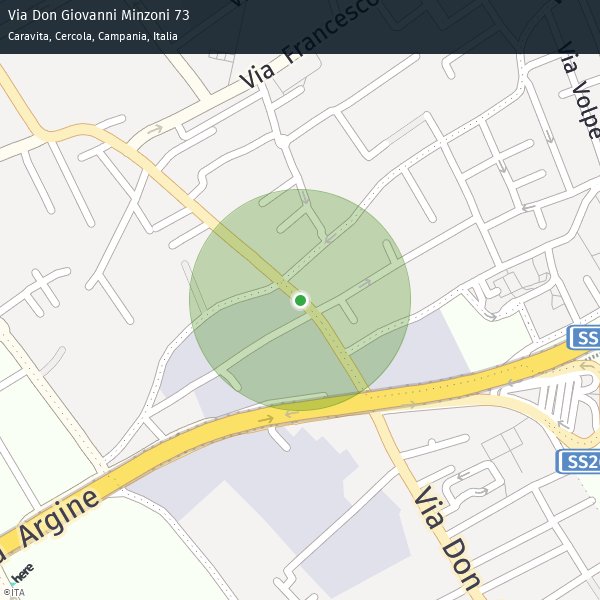 Via Don Giovanni Minzoni 73
Caravita, Cercola, Campania, Italia
Via Francesco
Via Volpe
SS
SS2
Argine
Via Don
here
©ITA